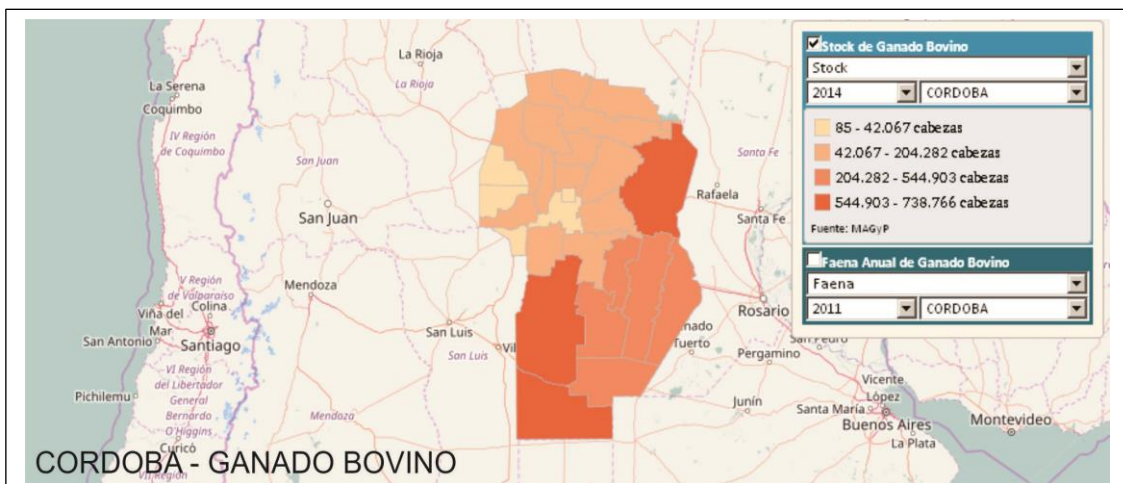 La Rioja
La Rioja
La Serena
Coquimbo
IV Región
de Coquimbo
San Juan
San Juan
Santa Fe
Rafaela
Santa Fe
Mendoza
V Región
de Valparaíso
Viña del
Mar
Colina
San Antonio
Santiago
San Luis
San Luis
Rosario
Tuerto
Pergamino
VI Región
del Libertador
General
Bernardo
O'Higgins
Pichilemu
Curicó
VII Región
Mendoza
Junín
Vicente
López
Santa María
Buenos Aires
La Plata
Montevideo
Stock de Ganado Bovino
Stock
2014 CORDOBA
85 - 42.067 cabezas
42.067 - 204.282 cabezas
204.282 - 544.903 cabezas
544.903 - 738.766 cabezas
Fuente: MAGyP
Faena Anual de Ganado Bovino
Faena
2011 CORDOBA
CORDOBA - GANADO BOVINO